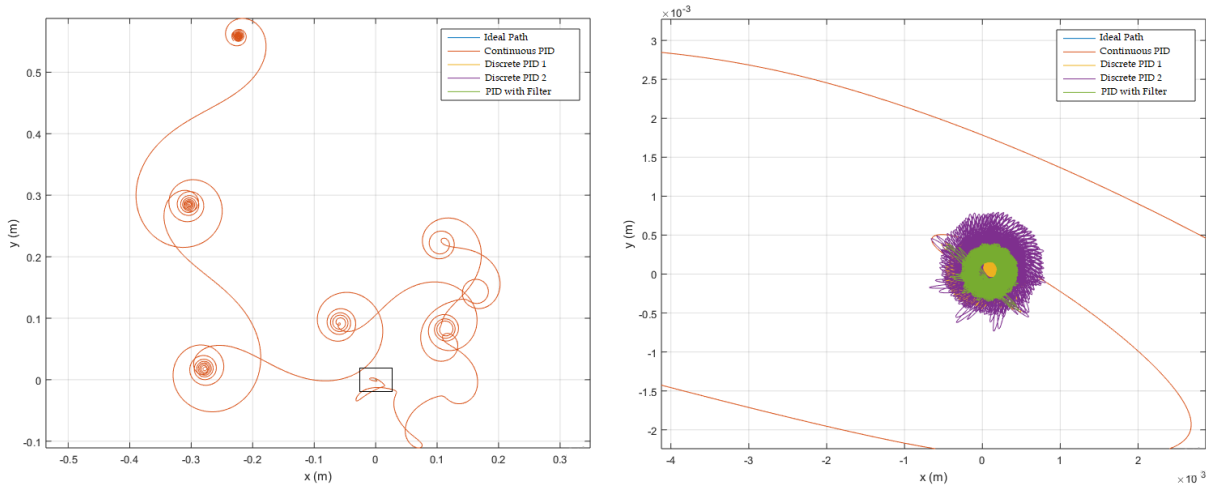 Ideal Path
Continuous PID
Discrete PID 1
Discrete PID 2
PID with Filter
y (m)
0.5
0.4
0.3
0.2
0.1
0
-0.1
-0.5
-0.4
-0.3
-0.2
-0.1
0
0.1
0.2
0.3
x (m)
×10⁻³
Ideal Path
Continuous PID
Discrete PID 1
Discrete PID 2
PID with Filter
y (m)
3
2.5
2
1.5
1
0.5
0
-0.5
-1
-1.5
-2
-4
-3
-2
-1
0
1
2
x (m)
×10³